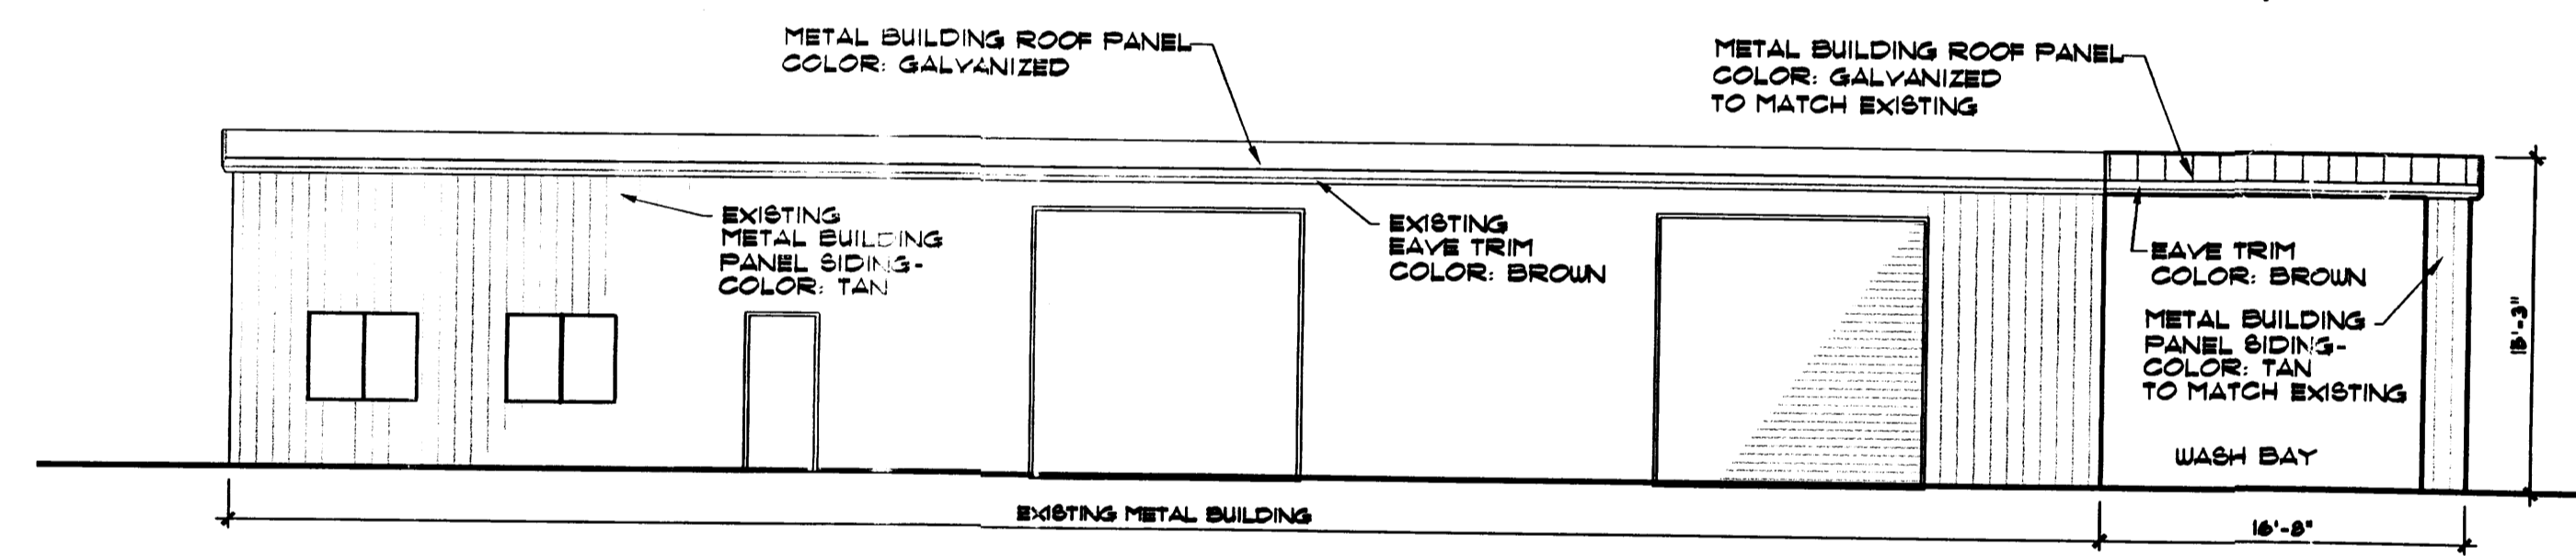 METAL BUILDING ROOF PANEL
COLOR: GALVANIZED
METAL BUILDING ROOF PANEL
COLOR: GALVANIZED
TO MATCH EXISTING
EXISTING
METAL BUILDING
PANEL SIDING-
COLOR: TAN
EXISTING
EAVE TRIM
COLOR: BROWN
EAVE TRIM
COLOR: BROWN
METAL BUILDING
PANEL SIDING-
COLOR: TAN
TO MATCH EXISTING
15'-3"
WASH BAY
EXISTING METAL BUILDING
16'-8"